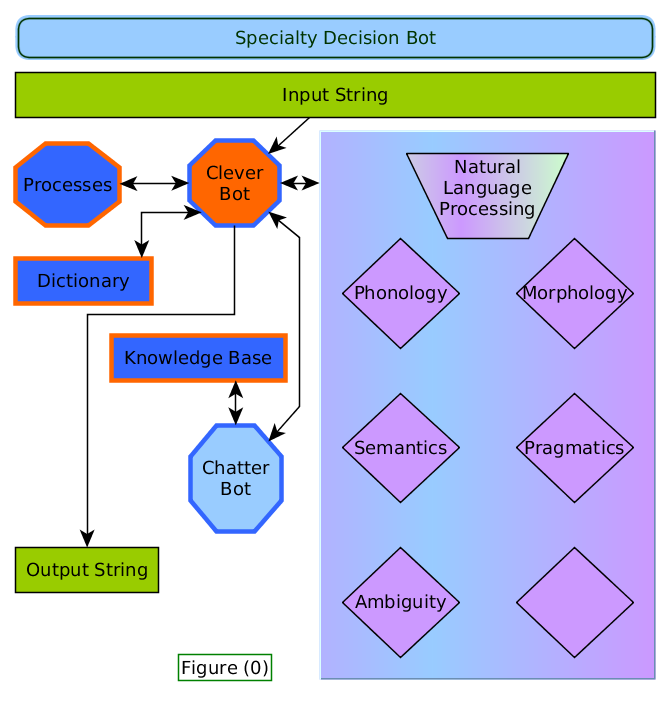 Specialty Decision Bot
Input String
Processes
Clever
Bot
Natural
Language
Processing
Dictionary
Phonology
Morphology
Knowledge Base
Semantics
Pragmatics
Chatter
Bot
Output String
Ambiguity
Figure (0)